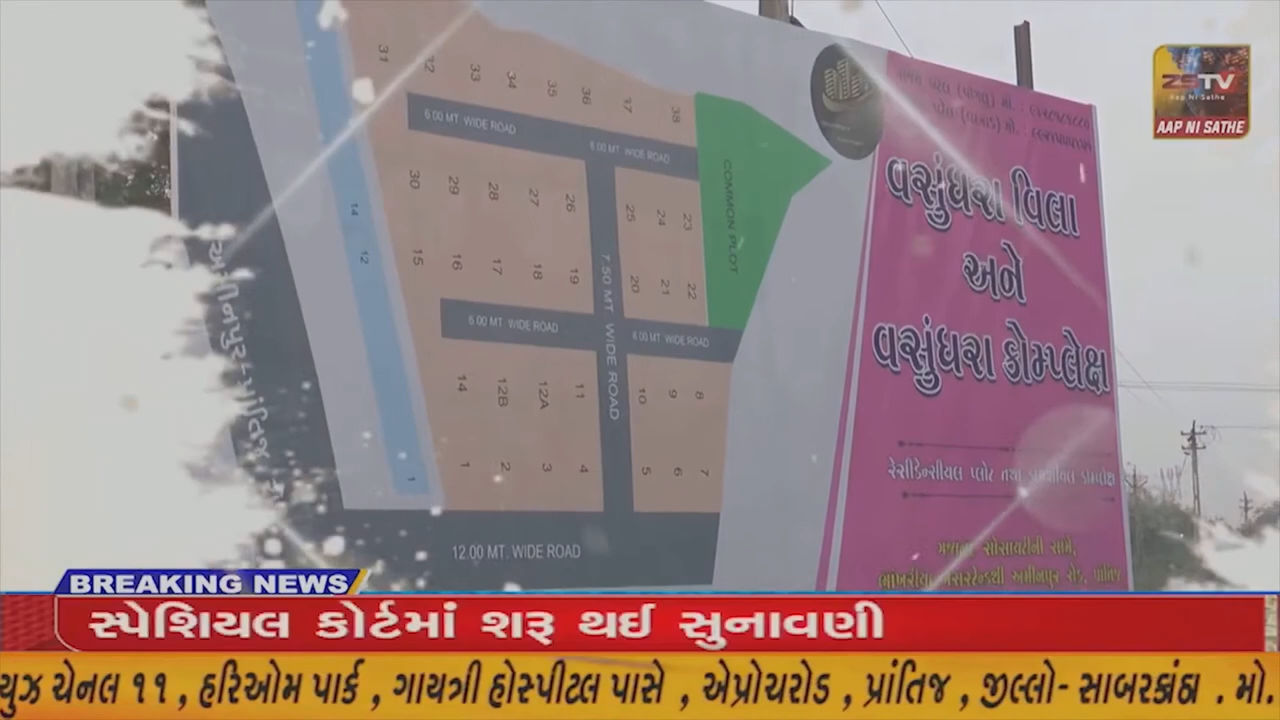 ZSTV
Aap Ni Sathe
AAP NI SATHE
31 32 33 34 35 36 37 38
6.00 MT. WIDE ROAD
6.00 MT. WIDE ROAD
30 29 28 27 26
25 24 23
COMMON PLOT
14
12
15 16 17 18 19
20 21 22
7.50 MT. WIDE ROAD
6.00 MT. WIDE ROAD
6.00 MT. WIDE ROAD
14 12B 12A 11
10 9 8
1
1 2 3 4
5 6 7
12.00 MT. WIDE ROAD
વસુંધરા વિલા
અને
વસુંધરા કોમ્પ્લેક્ષ
રેસીડેન્સીયલ પ્લોટ તથા
સોસાયટીની સામે,
BREAKING NEWS
સ્પેશિયલ કોર્ટમાં શરૂ થઈ સુનાવણી
યુઝ ચેનલ ૧૧ , હરિઓમ પાર્ક , ગાયત્રી હોસ્પીટલ પાસે , એપ્રોચરોડ , પ્રાંતિજ , જીલ્લો- સાબરકાંઠા . મો.